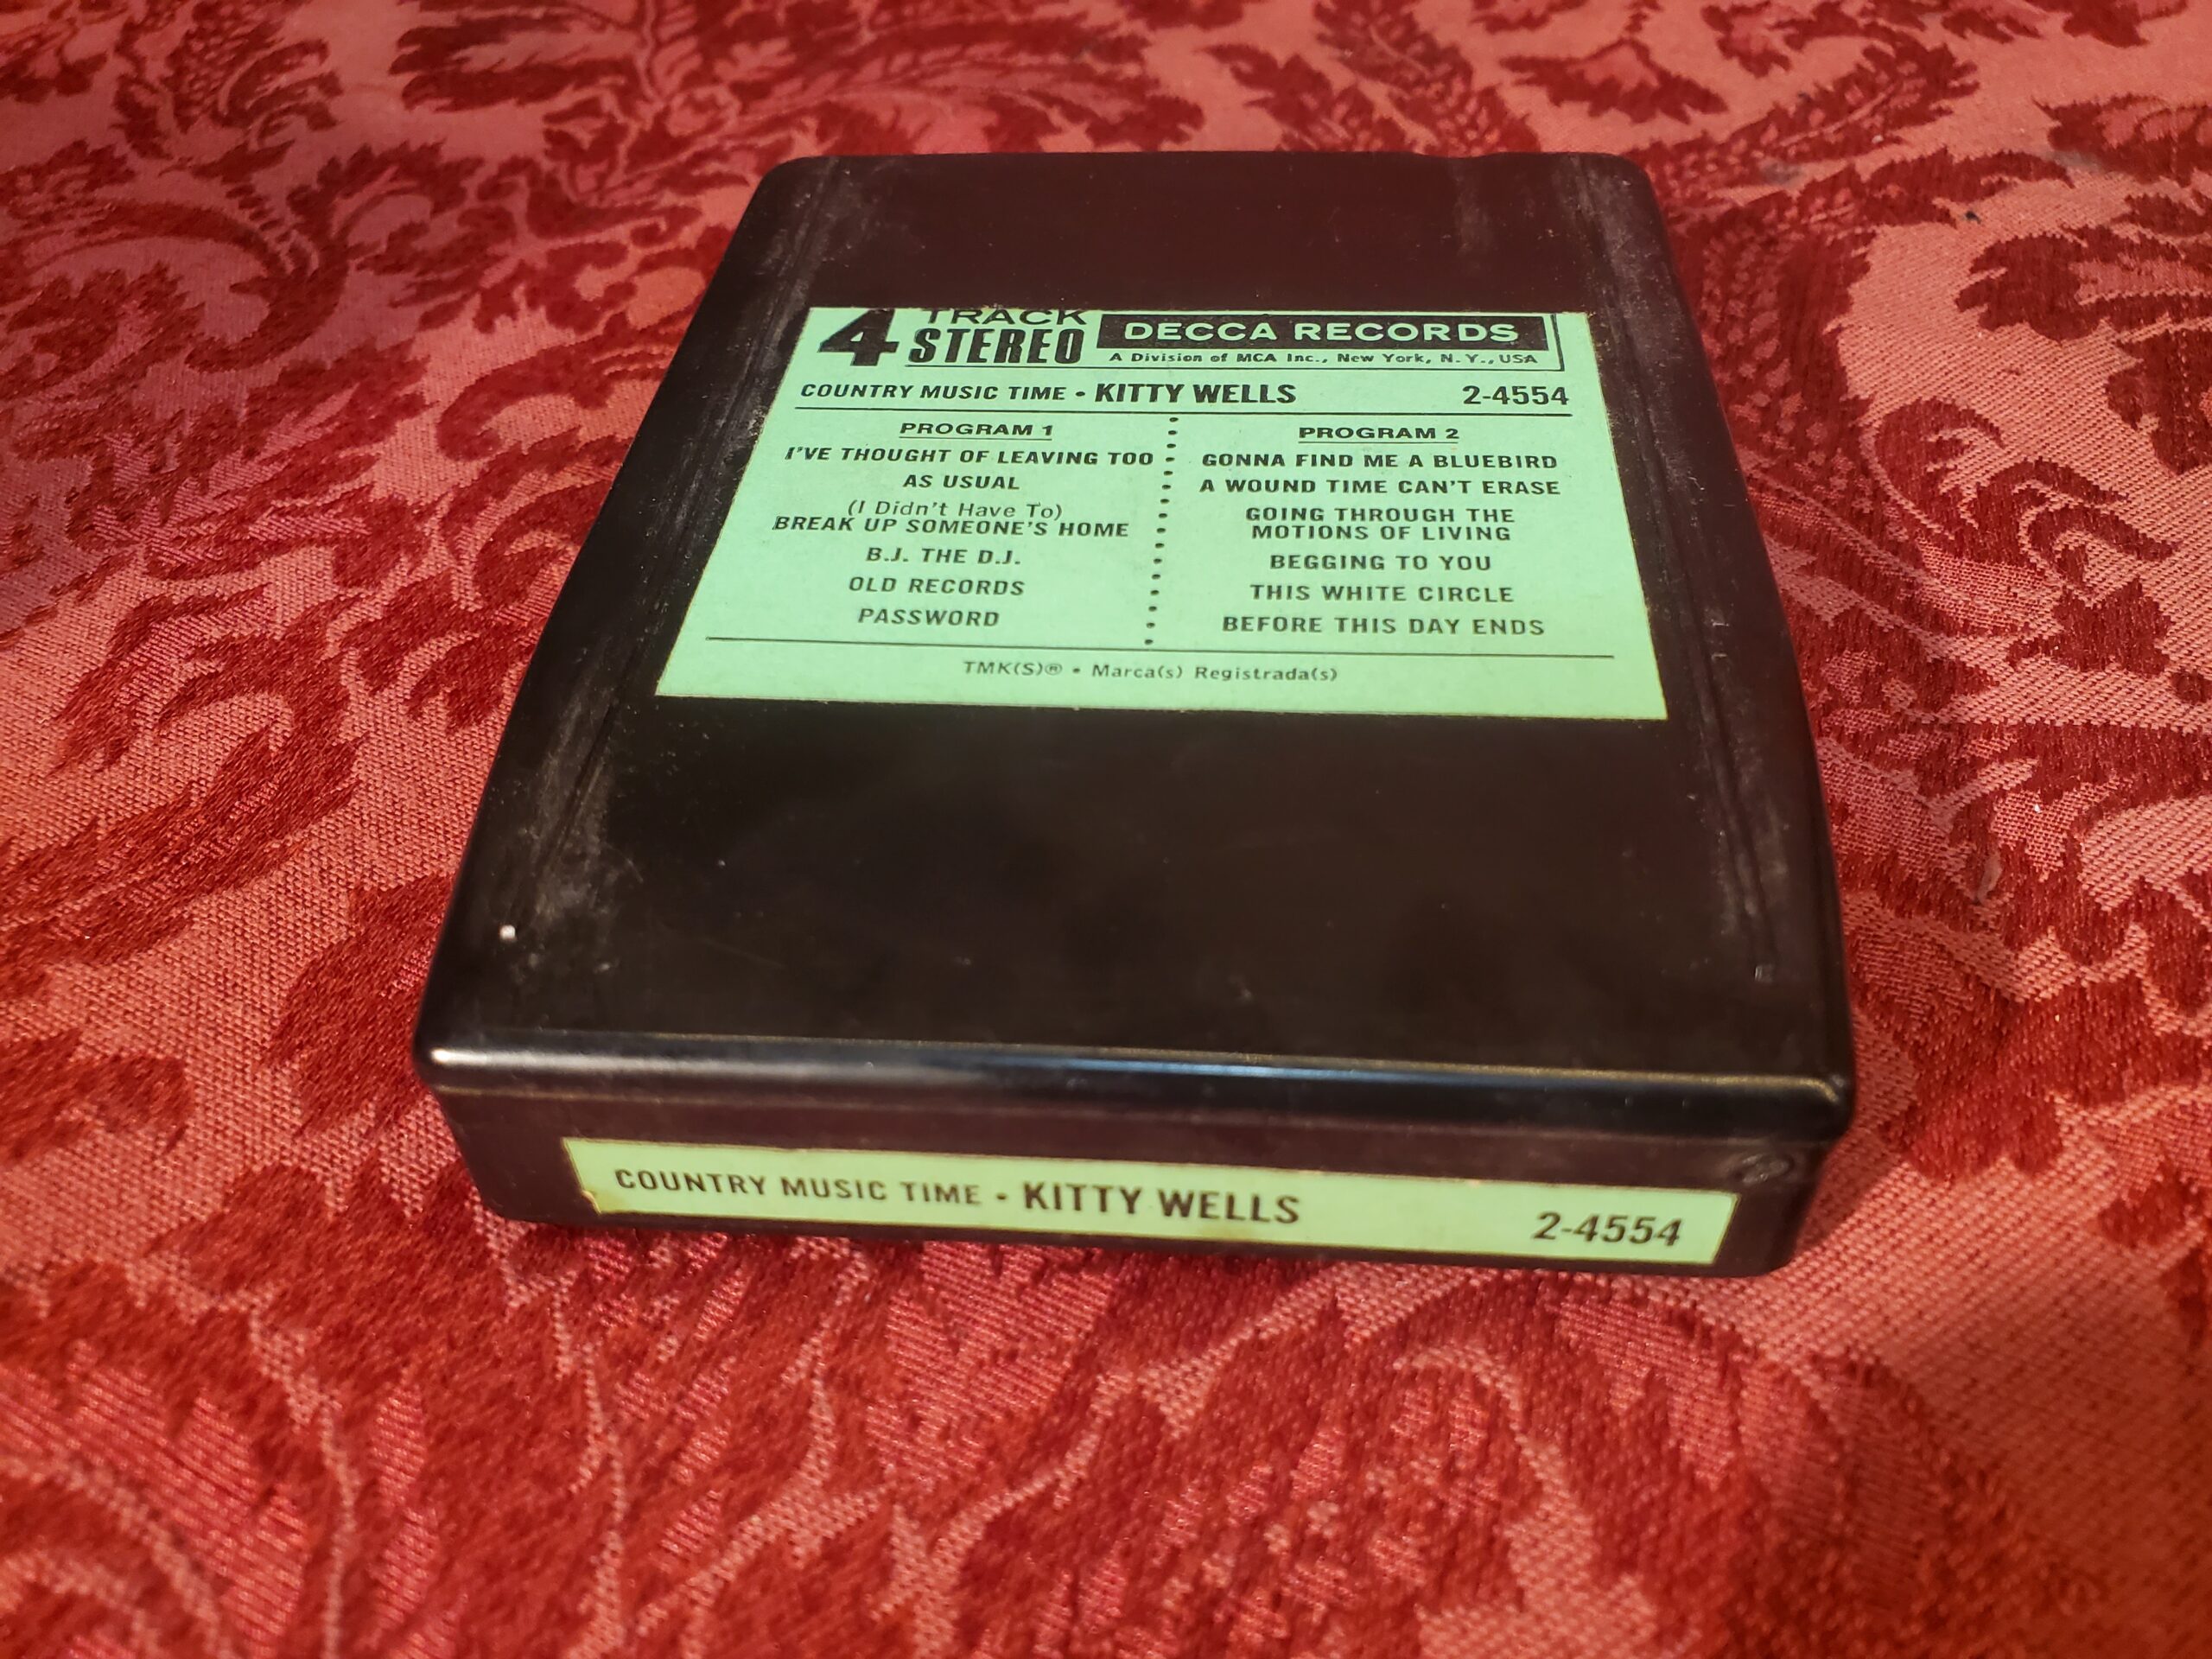 4 TRACK STEREO
DECCA RECORDS
A Division of MCA Inc., New York, N.Y., USA
COUNTRY MUSIC TIME • KITTY WELLS 2-4554
PROGRAM 1
I'VE THOUGHT OF LEAVING TOO
AS USUAL
(I Didn't Have To)
BREAK UP SOMEONE'S HOME
B.J. THE D.J.
OLD RECORDS
PASSWORD
PROGRAM 2
GONNA FIND ME A BLUEBIRD
A WOUND TIME CAN'T ERASE
GOING THROUGH THE
MOTIONS OF LIVING
BEGGING TO YOU
THIS WHITE CIRCLE
BEFORE THIS DAY ENDS
TMK(S)® • Marca(s) Registrada(s)
COUNTRY MUSIC TIME • KITTY WELLS 2-4554